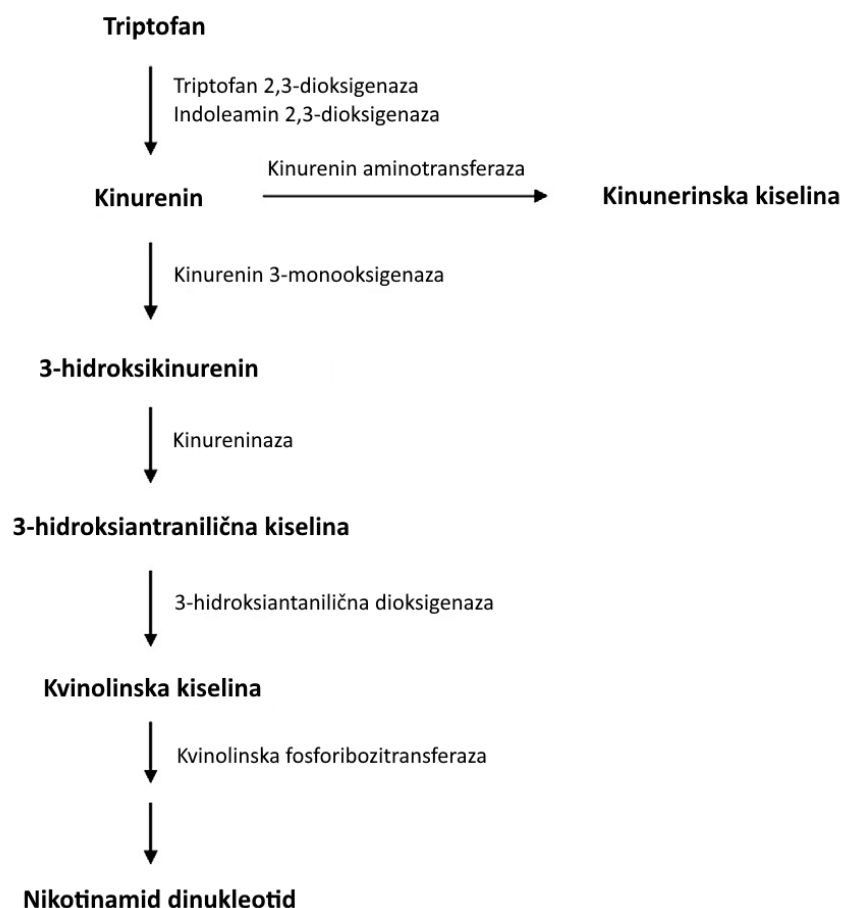 Triptofan
Triptofan 2,3-dioksigenaza
Indoleamin 2,3-dioksigenaza
Kinurenin aminotransferaza
Kinurenin
Kinunerinska kiselina
Kinurenin 3-monooksigenaza
3-hidroksikinurenin
Kinureninaza
3-hidroksiantranilična kiselina
3-hidroksiantanilična dioksigenaza
Kvinolinska kiselina
Kvinolinska fosforibozitransferaza
Nikotinamid dinukleotid